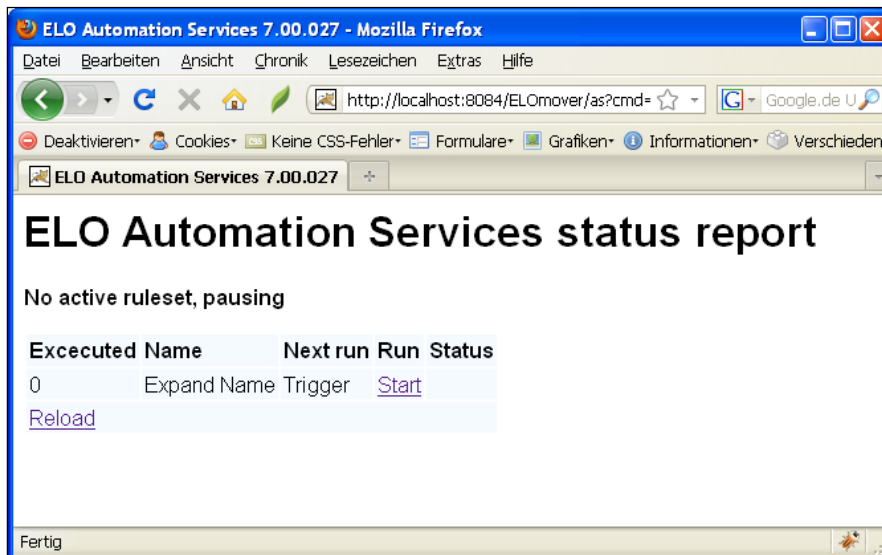 ELO Automation Services 7.00.027 - Mozilla Firefox
Datei Bearbeiten Ansicht Chronik Lesezeichen Extras Hilfe
http://localhost:8084/ELOmover/as?cmd= G Google.de U
Deaktivieren Cookies CSS Keine CSS-Fehler Formulare Grafiken Informationen Verschieden
ELO Automation Services 7.00.027
ELO Automation Services status report
No active ruleset, pausing
Excecuted Name Next run Run Status
0 Expand Name Trigger Start
Reload
Fertig